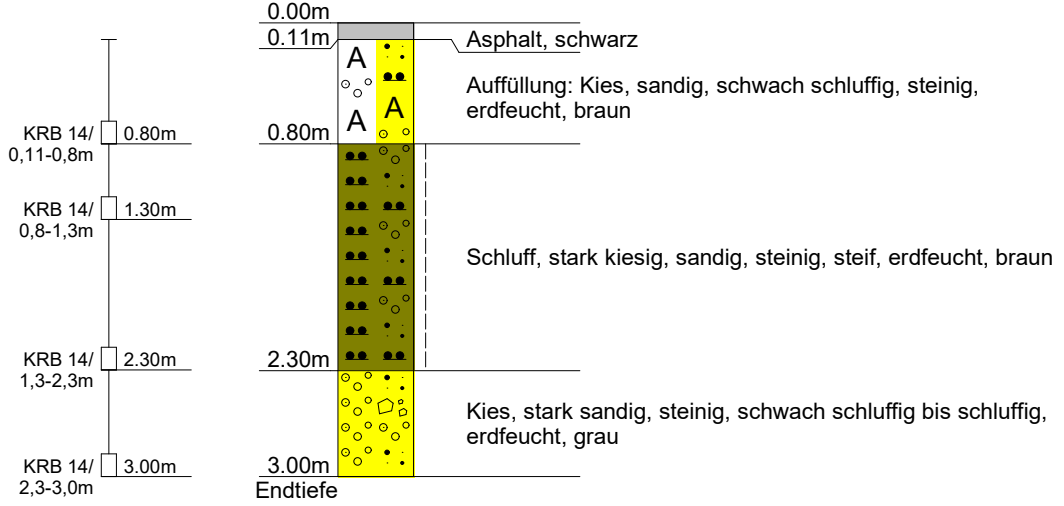 0.00m
0.11m
Asphalt, schwarz
A
A
A
Auffüllung: Kies, sandig, schwach schluffig, steinig,
erdfeucht, braun
KRB 14/
0,11-0,8m
0.80m
0.80m
KRB 14/
0,8-1,3m
1.30m
Schluff, stark kiesig, sandig, steinig, steif, erdfeucht, braun
KRB 14/
1,3-2,3m
2.30m
2.30m
Kies, stark sandig, steinig, schwach schluffig bis schluffig,
erdfeucht, grau
KRB 14/
2,3-3,0m
3.00m
3.00m
Endtiefe